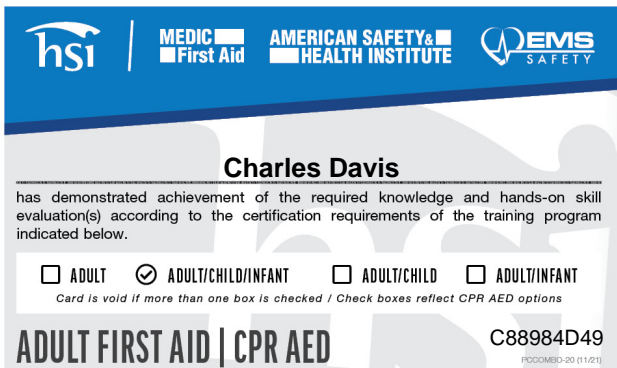 hsi
MEDIC
First Aid
AMERICAN SAFETY&
HEALTH INSTITUTE
EMS
SAFETY
Charles Davis
has demonstrated achievement of the required knowledge and hands-on skill
evaluation(s) according to the certification requirements of the training program
indicated below.
ADULT ADULT/CHILD/INFANT ADULT/CHILD ADULT/INFANT
Card is void if more than one box is checked / Check boxes reflect CPR AED options
ADULT FIRST AID | CPR AED
C88984D49
PCCOMBO-20 (11/21)